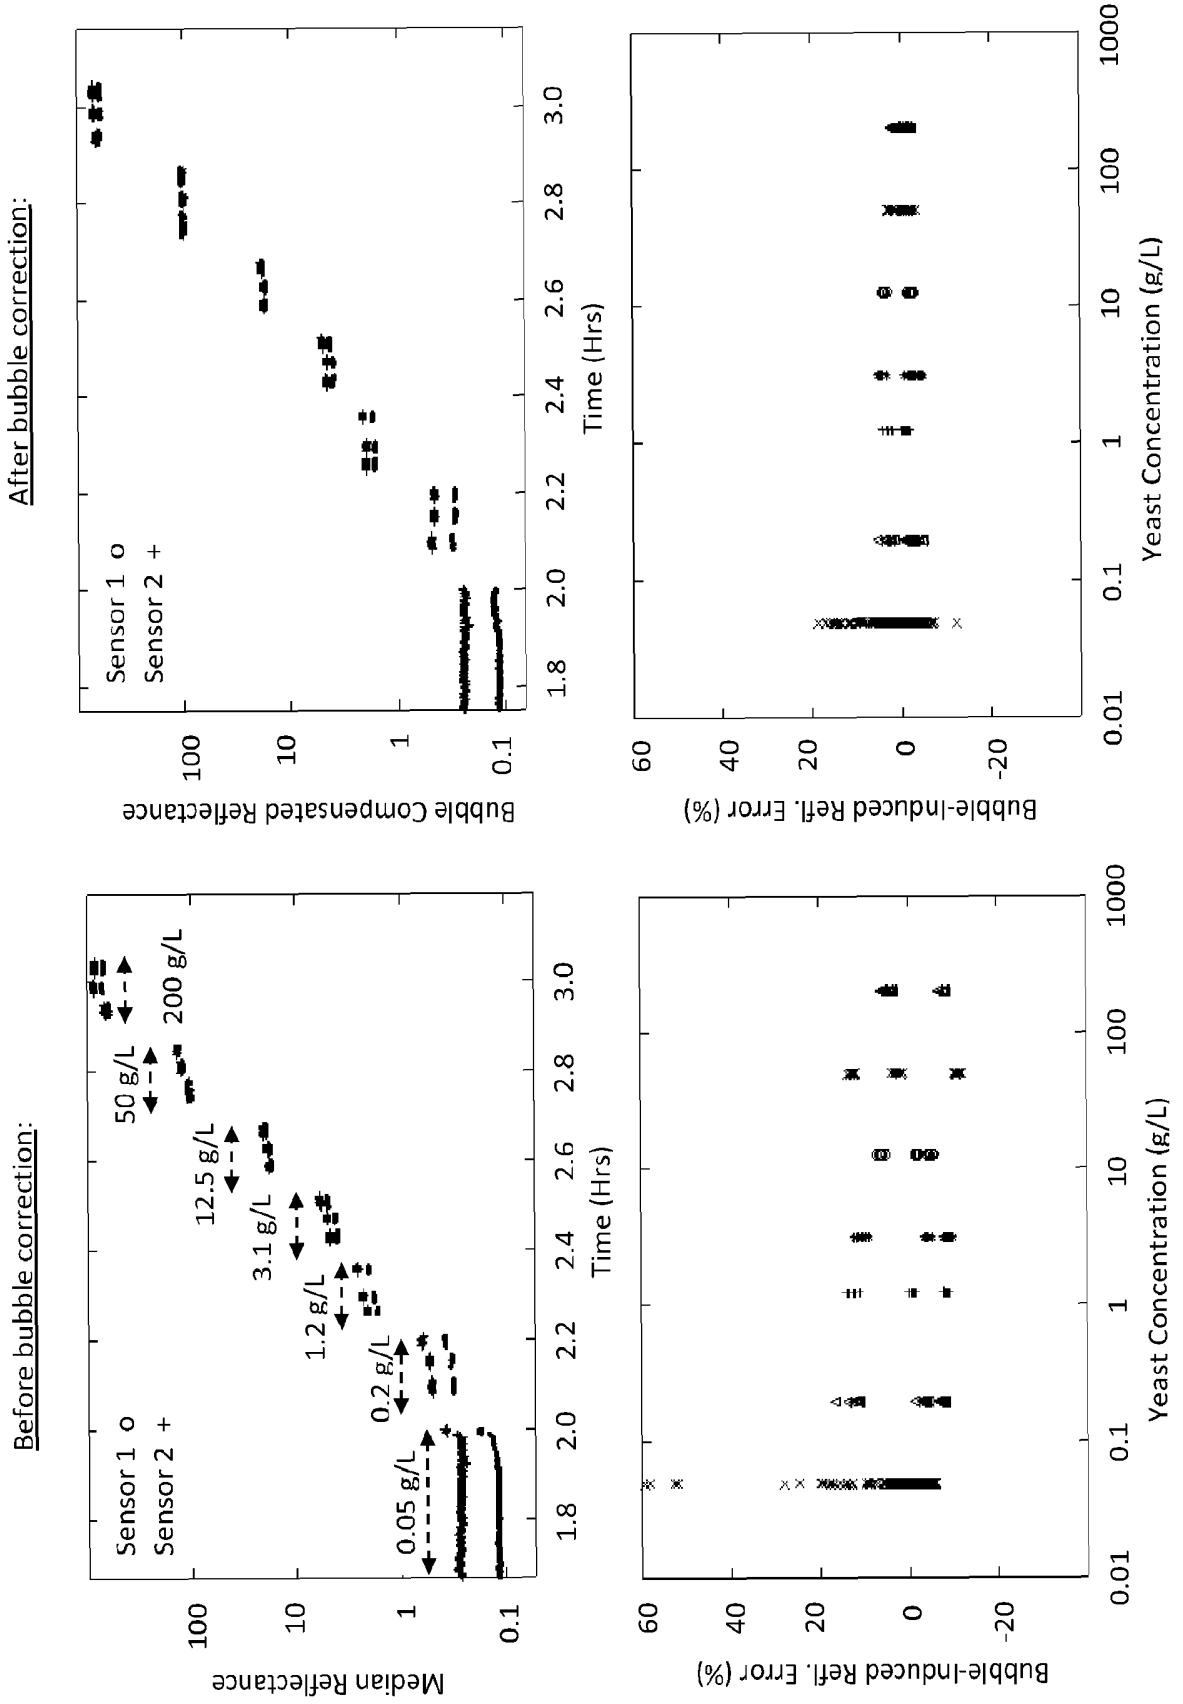 Before bubble correction:
Sensor 1 o
Sensor 2 +
0.05 g/L
0.2 g/L
1.2 g/L
3.1 g/L
12.5 g/L
50 g/L
200 g/L
Median Reflectance
100
10
1
0.1
1.8
2.0
2.2
2.4
2.6
2.8
3.0
Time (Hrs)
After bubble correction:
Sensor 1 o
Sensor 2 +
Bubble Compensated Reflectance
100
10
1
0.1
1.8
2.0
2.2
2.4
2.6
2.8
3.0
Time (Hrs)
Bubble-Induced Refl. Error (%)
60
40
20
0
-20
0.01
0.1
1
10
100
1000
Yeast Concentration (g/L)
Bubble-Induced Refl. Error (%)
60
40
20
0
-20
0.01
0.1
1
10
100
1000
Yeast Concentration (g/L)